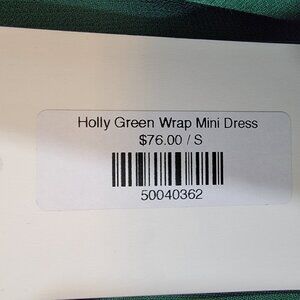 Holly Green Wrap Mini Dress
$76.00 / S
50040362